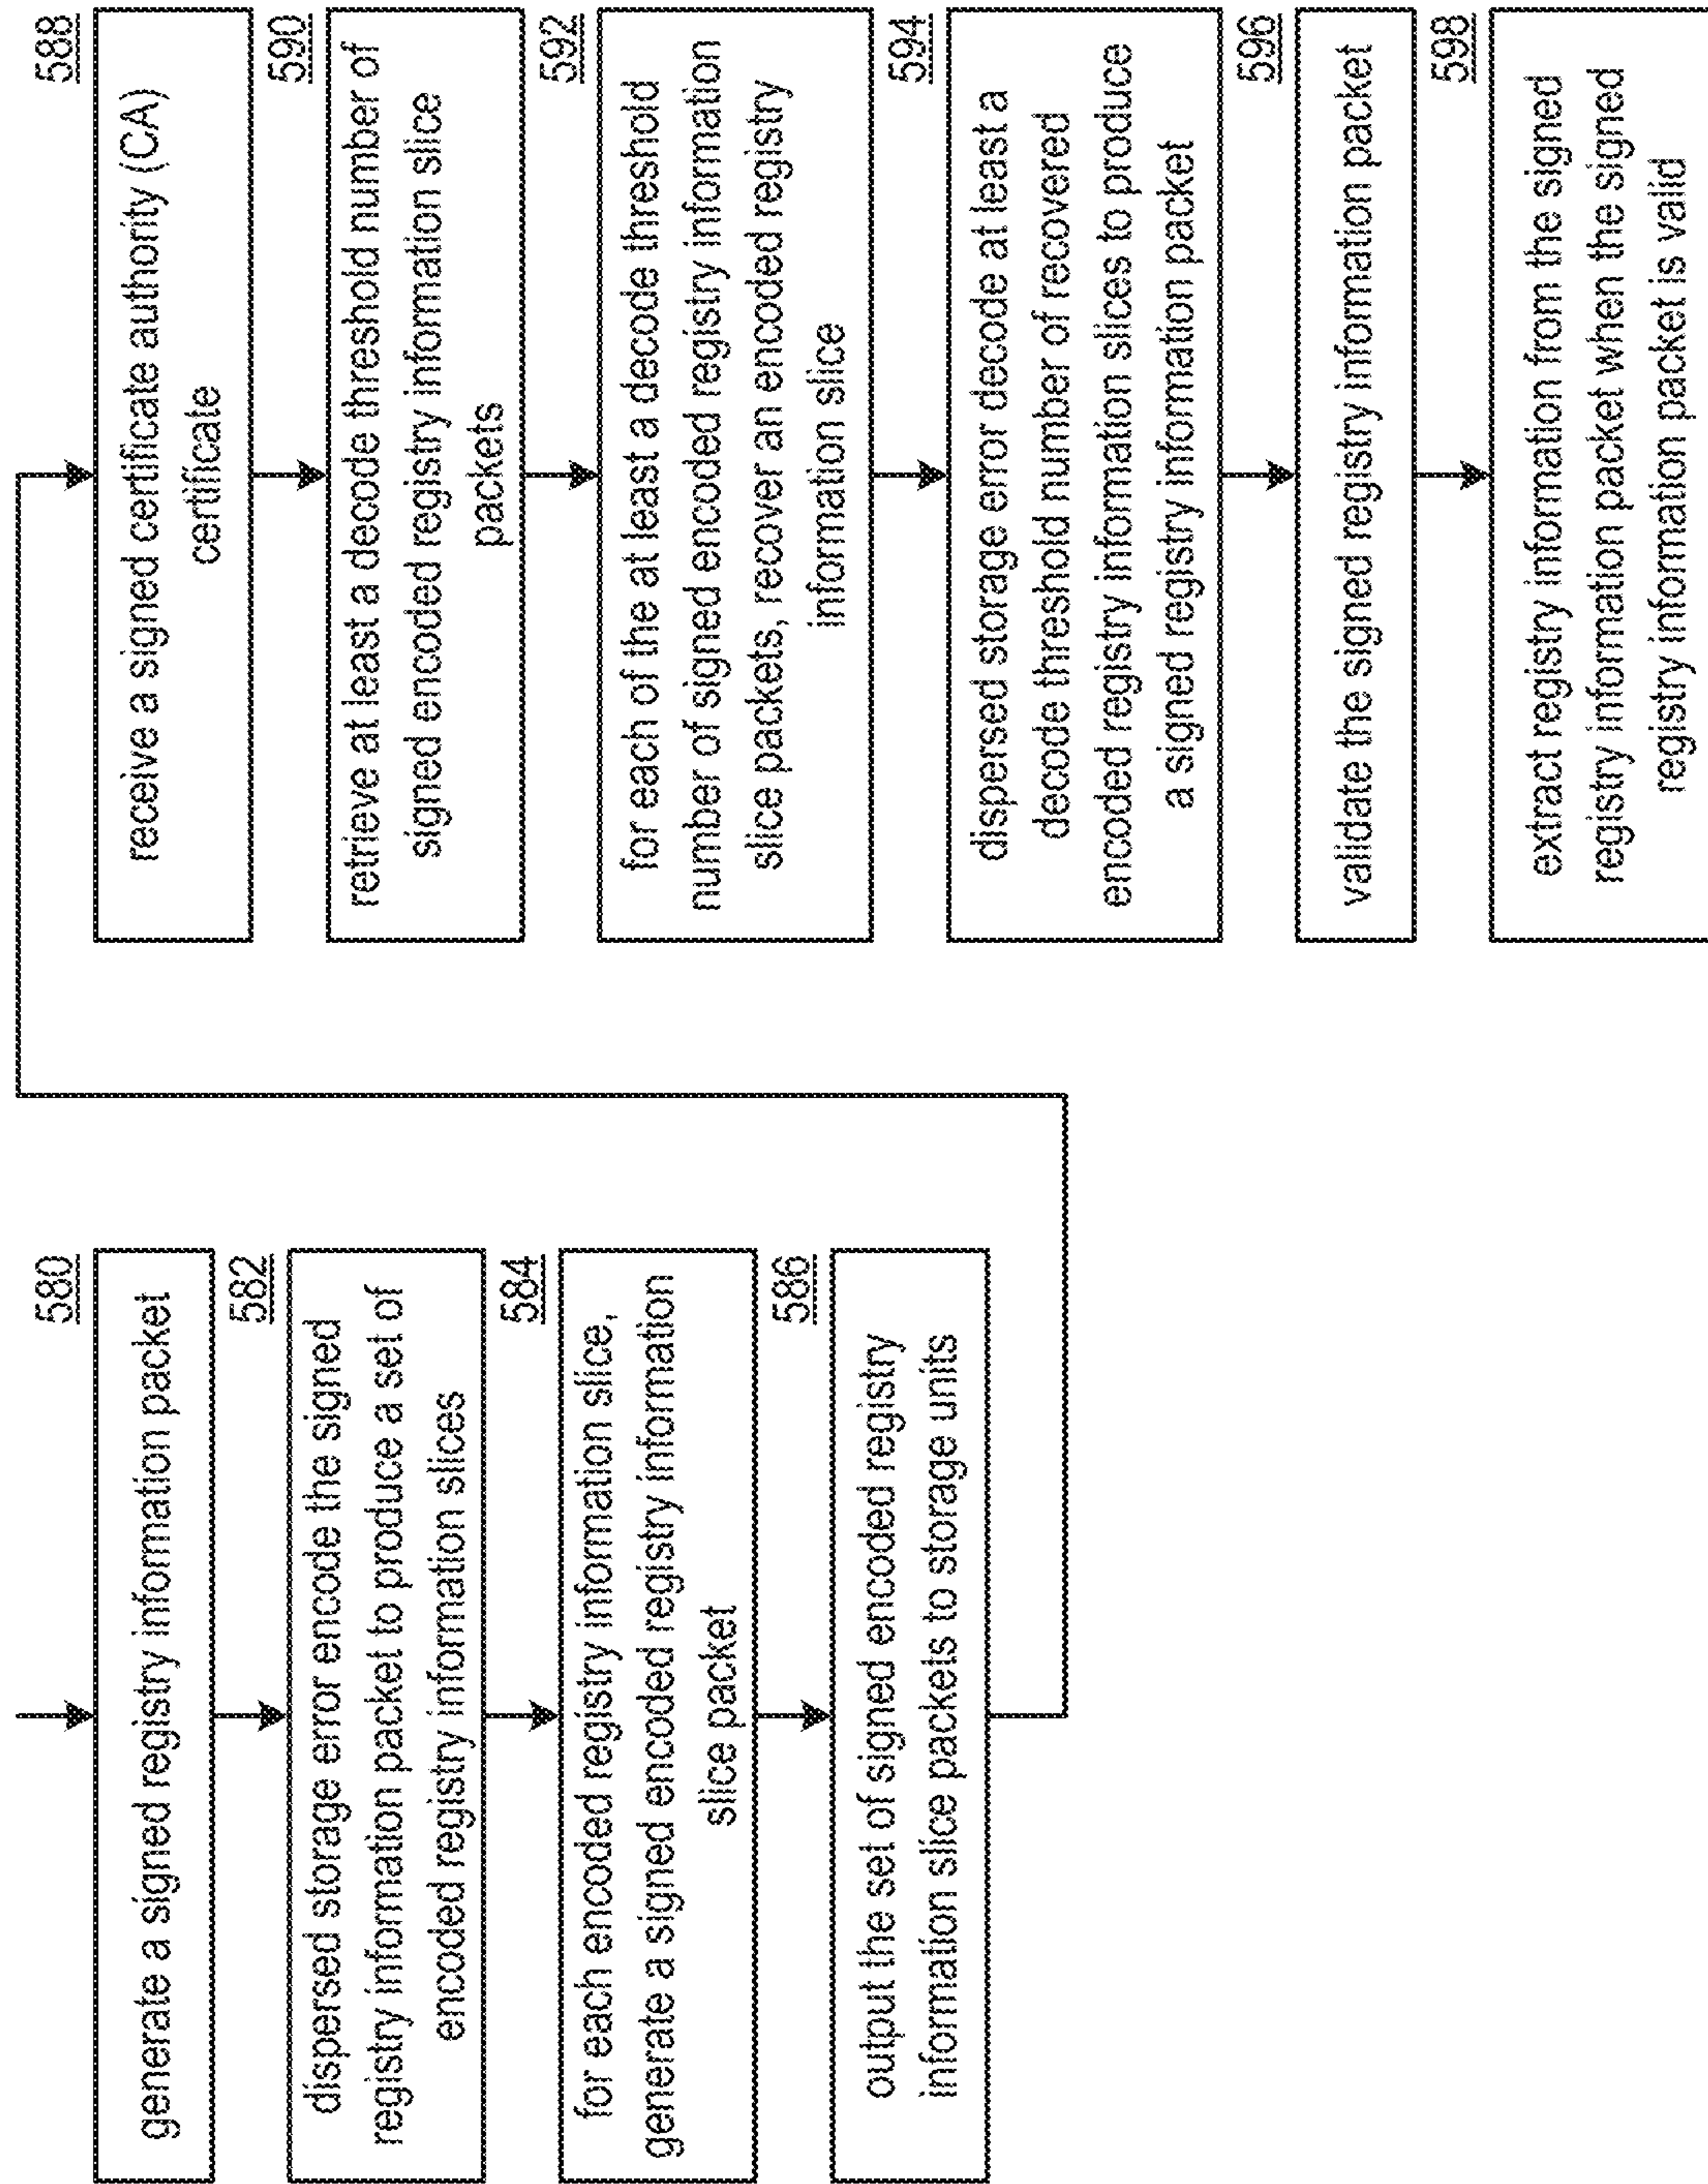 580
generate a signed registry information packet
582
dispersed storage error encode the signed
registry information packet to produce a set of
encoded registry information slices
584
for each encoded registry information slice,
generate a signed encoded registry information
slice packet
586
output the set of signed encoded registry
information slice packets to storage units
588
receive a signed certificate authority (CA)
certificate
590
retrieve at least a decode threshold number of
signed encoded registry information slice
packets
592
for each of the at least a decode threshold
number of signed encoded registry information
slice packets, recover an encoded registry
information slice
594
dispersed storage error decode at least a
decode threshold number of recovered
encoded registry information slices to produce
a signed registry information packet
596
validate the signed registry information packet
598
extract registry information from the signed
registry information packet when the signed
registry information packet is valid